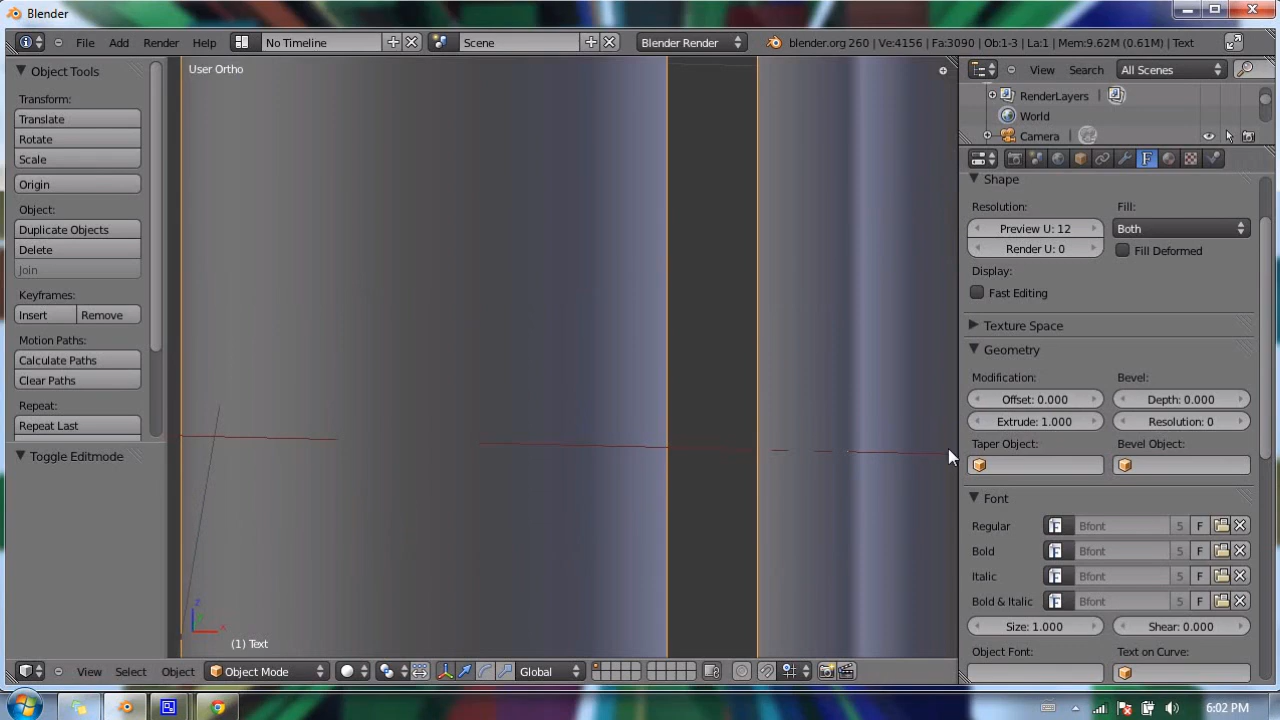 Blender
File Add Render Help No Timeline Scene Blender Render blender.org 260 | Ve:4156 | Fa:3090 | Ob:1-3 | La:1 | Mem:9.62M (0.61M) | Text
Object Tools
Transform:
Translate
Rotate
Scale
Origin
Object:
Duplicate Objects
Delete
Join
Keyframes:
Insert Remove
Motion Paths:
Calculate Paths
Clear Paths
Repeat:
Repeat Last
Toggle Editmode
User Ortho
z
x
(1) Text
View Select Object Object Mode Global
View Search All Scenes
RenderLayers
World
Camera
F
Shape
Resolution: Fill:
Preview U: 12 Both
Render U: 0 Fill Deformed
Display:
Fast Editing
Texture Space
Geometry
Modification: Bevel:
Offset: 0.000 Depth: 0.000
Extrude: 1.000 Resolution: 0
Taper Object: Bevel Object:
Font
Regular Bfont 5 F
Bold Bfont 5 F
Italic Bfont 5 F
Bold & Italic Bfont 5 F
Size: 1.000 Shear: 0.000
Object Font: Text on Curve:
6:02 PM